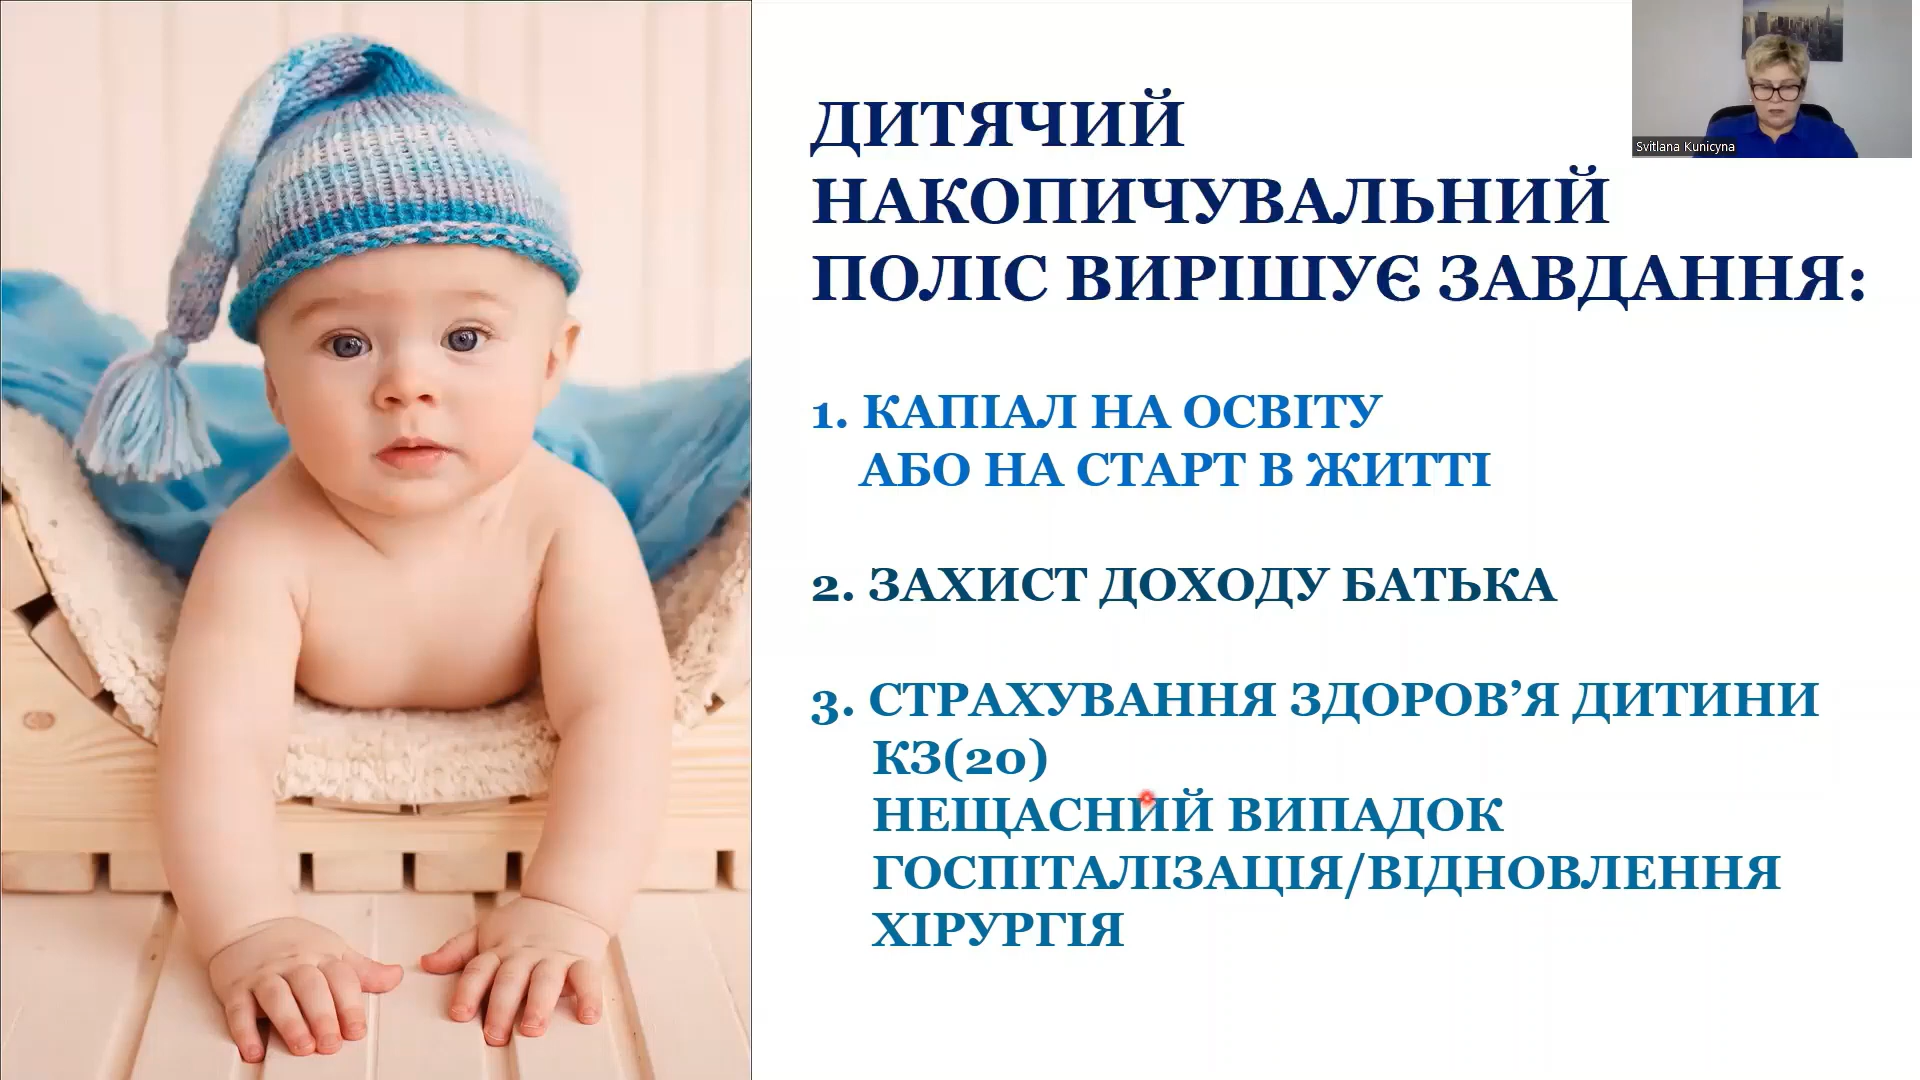 ДИТЯЧИЙ
НАКОПИЧУВАЛЬНИЙ
ПОЛІС ВИРІШУЄ ЗАВДАННЯ:
1. КАПІАЛ НА ОСВІТУ
АБО НА СТАРТ В ЖИТТІ
2. ЗАХИСТ ДОХОДУ БАТЬКА
3. СТРАХУВАННЯ ЗДОРОВ’Я ДИТИНИ
КЗ(20)
НЕЩАСНИЙ ВИПАДОК
ГОСПІТАЛІЗАЦІЯ/ВІДНОВЛЕННЯ
ХІРУРГІЯ
Svitlana Kunicyna